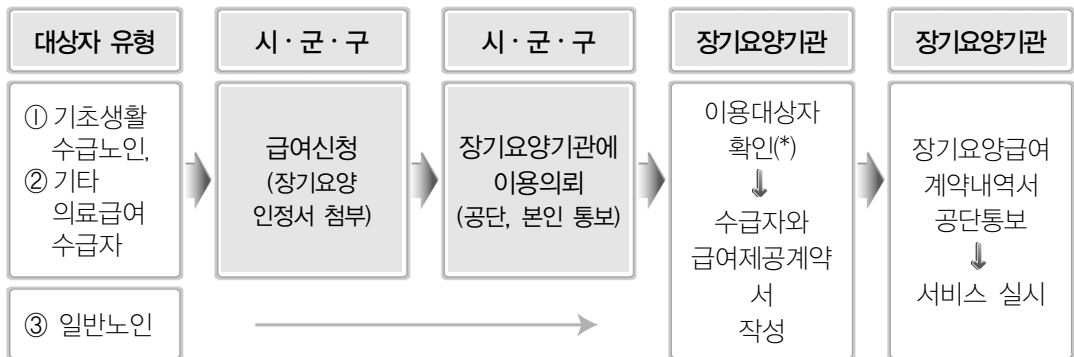 대상자 유형
시 · 군 · 구
시 · 군 · 구
장기요양기관
장기요양기관
① 기초생활
수급노인,
② 기타
의료급여
수급자
급여신청
(장기요양
인정서 첨부)
장기요양기관에
이용의뢰
(공단, 본인 통보)
이용대상자
확인(*)
⇓
수급자와
급여제공계약
서
작성
장기요양급여
계약내역서
공단통보
⇓
서비스 실시
③ 일반노인